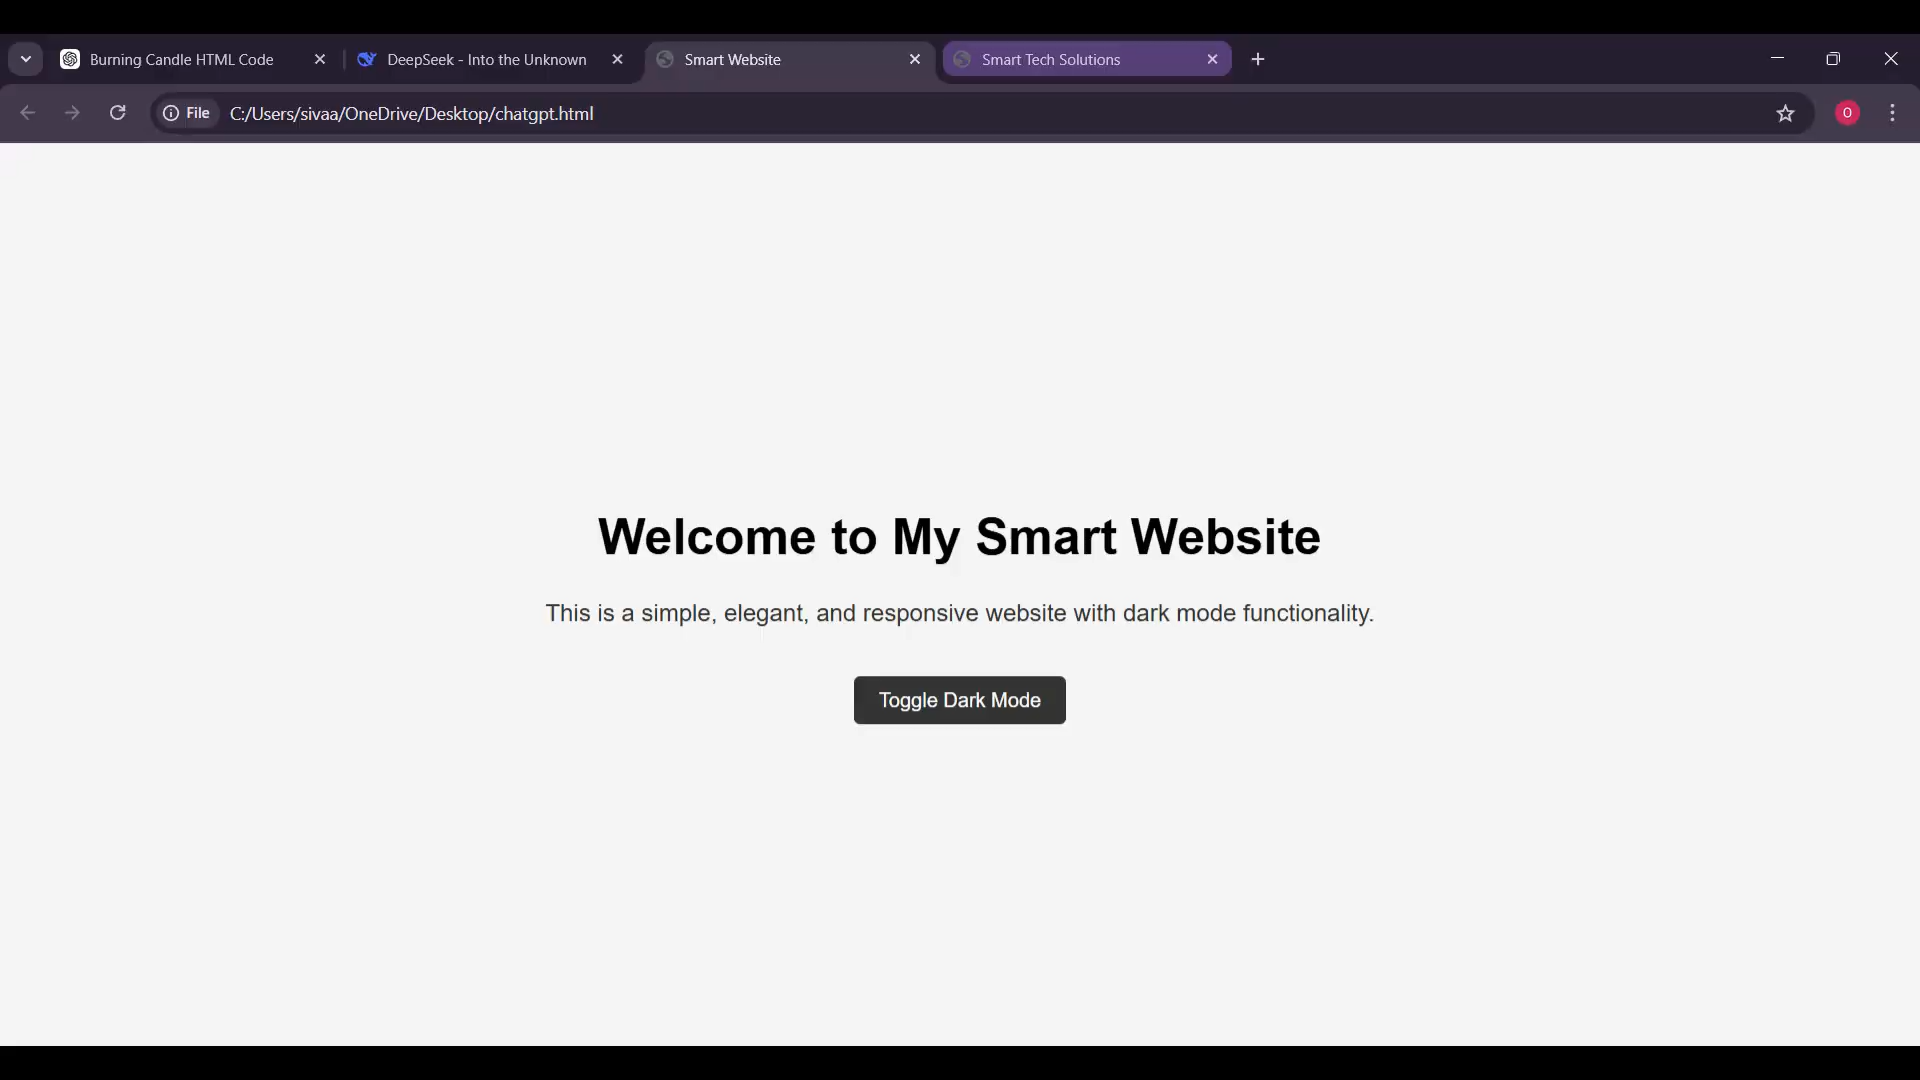 Burning Candle HTML Code
DeepSeek - Into the Unknown
Smart Website
Smart Tech Solutions
File
C:/Users/sivaa/OneDrive/Desktop/chatgpt.html
O
Welcome to My Smart Website
This is a simple, elegant, and responsive website with dark mode functionality.
Toggle Dark Mode